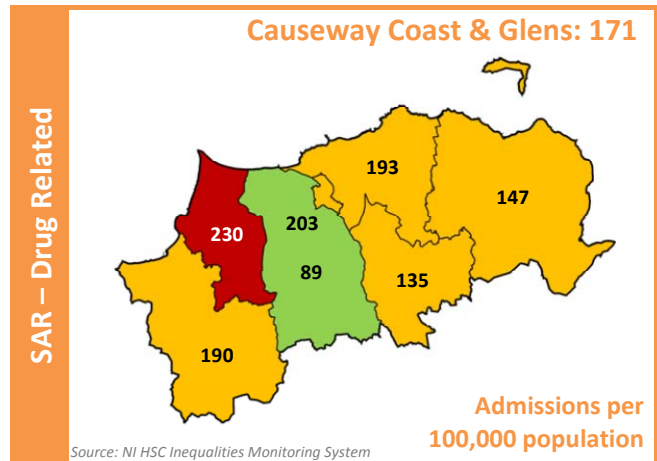 Causeway Coast & Glens: 171
SAR – Drug Related
193
147
203
230
89
135
190
Admissions per
100,000 population
Source: NI HSC Inequalities Monitoring System